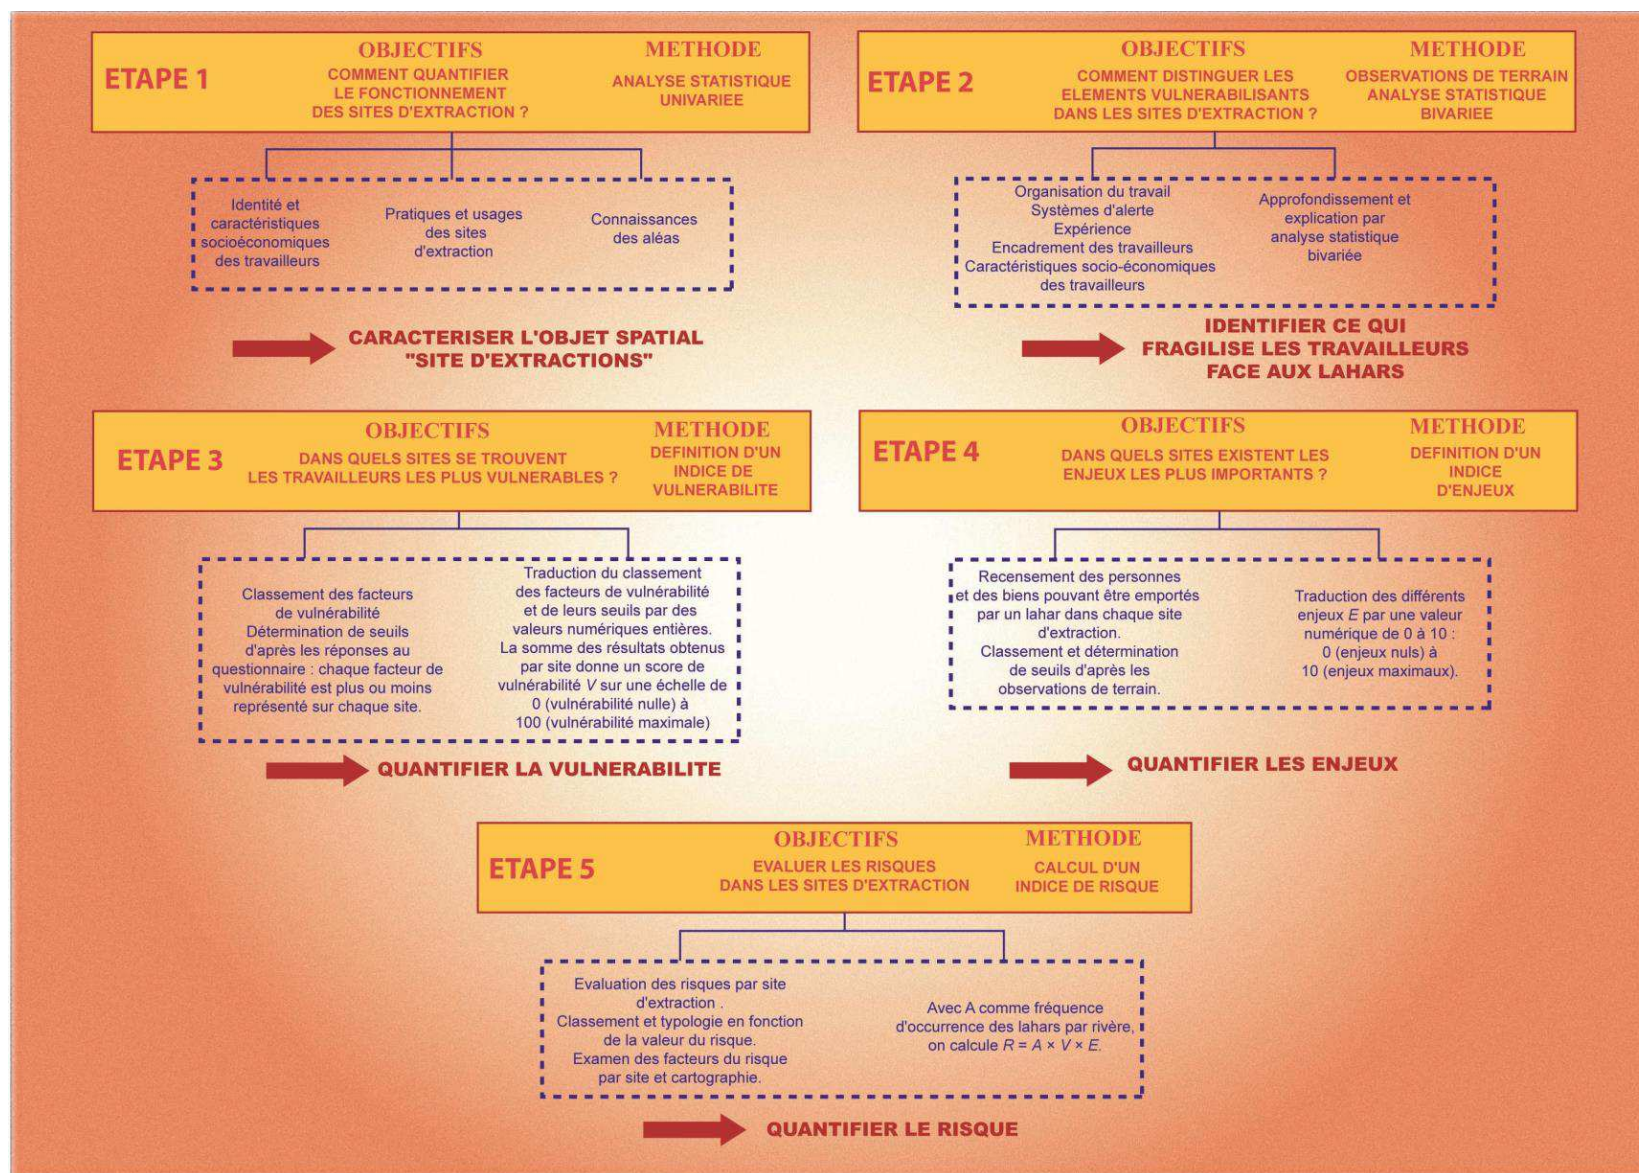 ETAPE 1
OBJECTIFS
COMMENT QUANTIFIER
LE FONCTIONNEMENT
DES SITES D'EXTRACTION ?
METHODE
ANALYSE STATISTIQUE
UNIVARIEE
Identité et
caractéristiques
socioéconomiques
des travailleurs
Pratiques et usages
des sites
d'extraction
Connaissances
des aléas
CARACTERISER L'OBJET SPATIAL
"SITE D'EXTRACTIONS"
ETAPE 2
OBJECTIFS
COMMENT DISTINGUER LES
ELEMENTS VULNERABILISANTS
DANS LES SITES D'EXTRACTION ?
METHODE
OBSERVATIONS DE TERRAIN
ANALYSE STATISTIQUE
BIVARIEE
Organisation du travail
Systèmes d'alerte
Expérience
Encadrement des travailleurs
Caractéristiques socio-économiques
des travailleurs
Approfondissement et
explication par
analyse statistique
bivariée
IDENTIFIER CE QUI
FRAGILISE LES TRAVAILLEURS
FACE AUX LAHARS
ETAPE 3
OBJECTIFS
DANS QUELS SITES SE TROUVENT
LES TRAVAILLEURS LES PLUS VULNERABLES ?
METHODE
DEFINITION D'UN
INDICE DE
VULNERABILITE
Classement des facteurs
de vulnérabilité
Détermination de seuils
d'après les réponses au
questionnaire : chaque facteur de
vulnérabilité est plus ou moins
représenté sur chaque site.
Traduction du classement
des facteurs de vulnérabilité
et de leurs seuils par des
valeurs numériques entières.
La somme des résultats obtenus
par site donne un score de
vulnérabilité V sur une échelle de
0 (vulnérabilité nulle) à
100 (vulnérabilité maximale)
QUANTIFIER LA VULNERABILITE
ETAPE 4
OBJECTIFS
DANS QUELS SITES EXISTENT LES
ENJEUX LES PLUS IMPORTANTS ?
METHODE
DEFINITION D'UN
INDICE
D'ENJEUX
Recensement des personnes
et des biens pouvant être emportés
par un lahar dans chaque site
d'extraction.
Classement et détermination
de seuils d'après les
observations de terrain.
Traduction des différents
enjeux E par une valeur
numérique de 0 à 10 :
0 (enjeux nuls) à
10 (enjeux maximaux).
QUANTIFIER LES ENJEUX
ETAPE 5
OBJECTIFS
EVALUER LES RISQUES
DANS LES SITES D'EXTRACTION
METHODE
CALCUL D'UN
INDICE DE RISQUE
Evaluation des risques par site
d'extraction .
Classement et typologie en fonction
de la valeur du risque.
Examen des facteurs du risque
par site et cartographie.
Avec A comme fréquence
d'occurrence des lahars par rivère,
on calcule R = A × V × E.
QUANTIFIER LE RISQUE